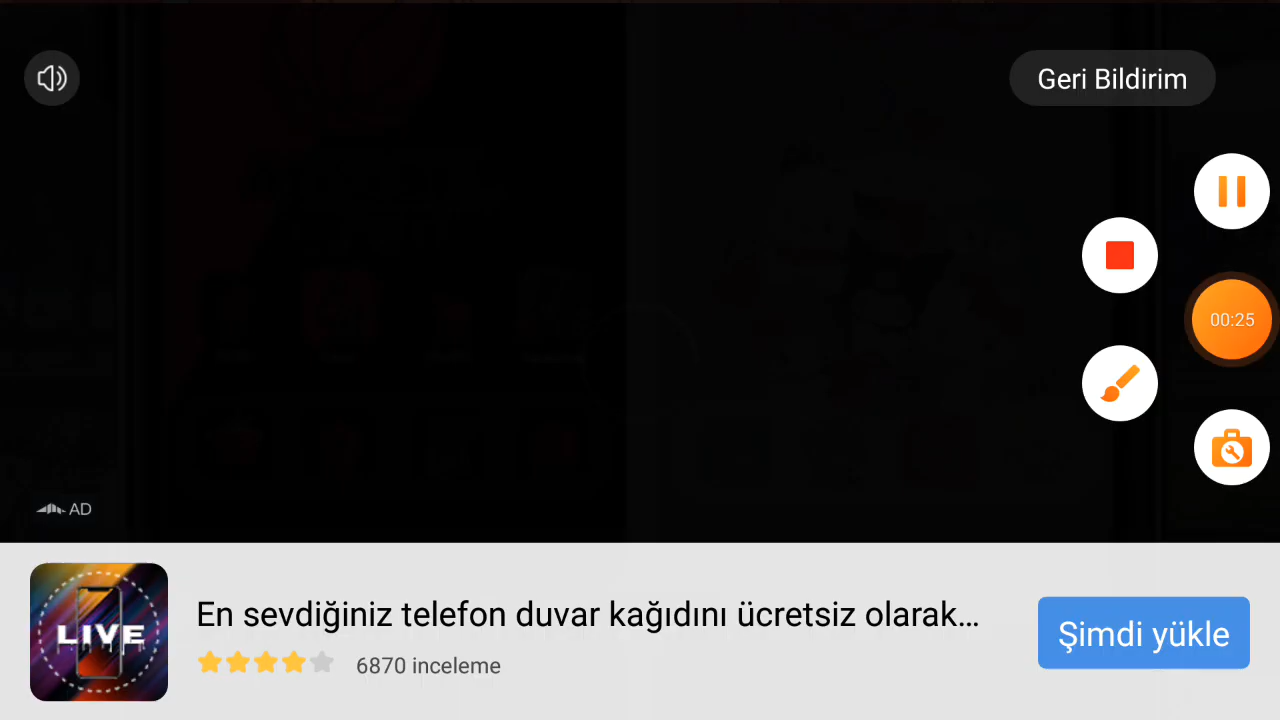 Geri Bildirim
00:25
AD
LIVE
En sevdiğiniz telefon duvar kağıdını ücretsiz olarak…
6870 inceleme
Şimdi yükle